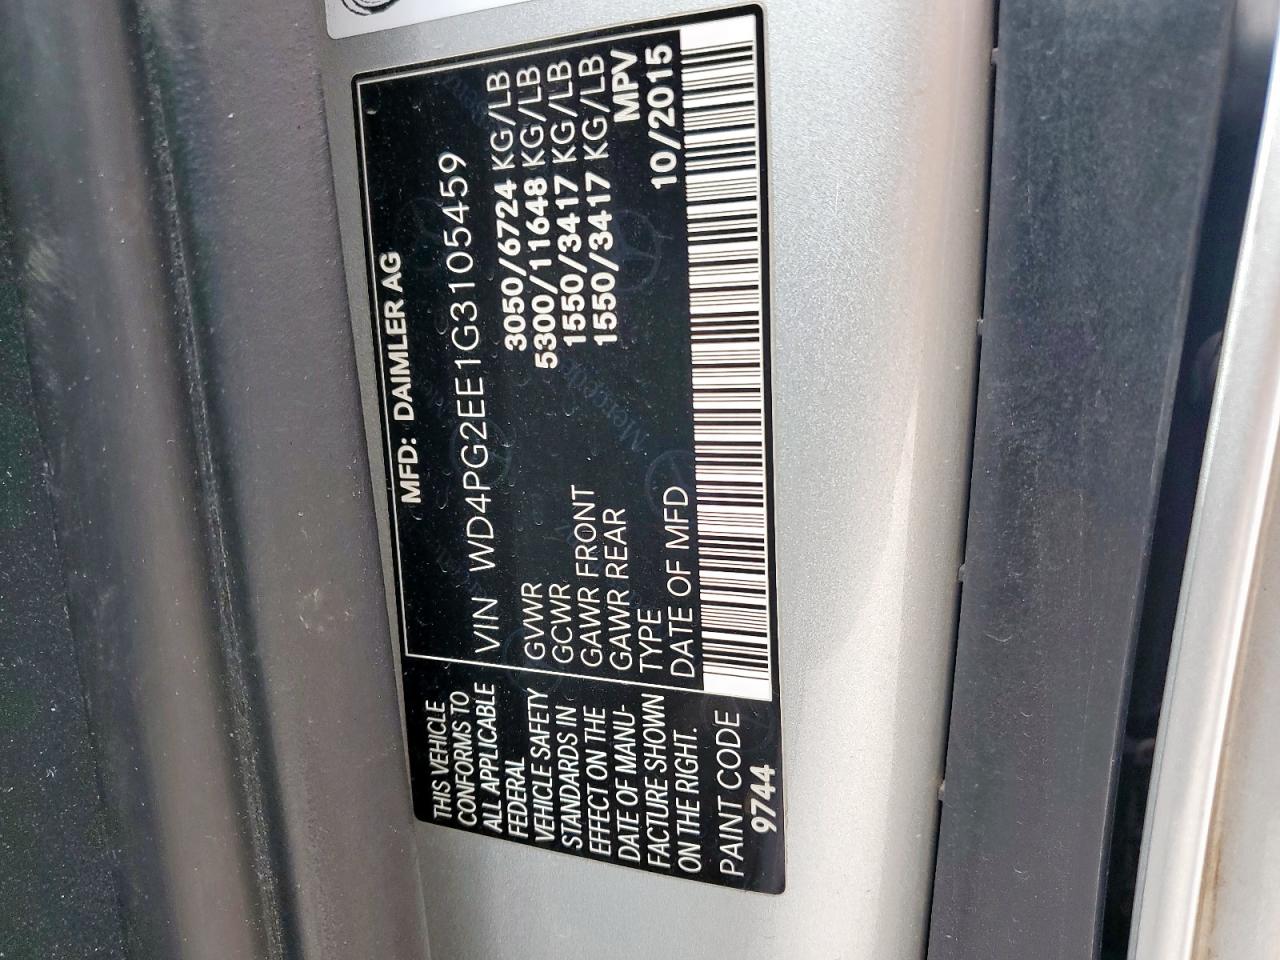 MFD: DAIMLER AG
VIN WD4PG2EE1G3105459
GVWR 3050/6724 KG/LB
GCWR 5300/11648 KG/LB
GAWR FRONT 1550/3417 KG/LB
GAWR REAR 1550/3417 KG/LB
TYPE MPV
DATE OF MFD 10/2015
THIS VEHICLE
CONFORMS TO
ALL APPLICABLE
FEDERAL
VEHICLE SAFETY
STANDARDS IN
EFFECT ON THE
DATE OF MANU-
FACTURE SHOWN
ON THE RIGHT.
PAINT CODE
9744